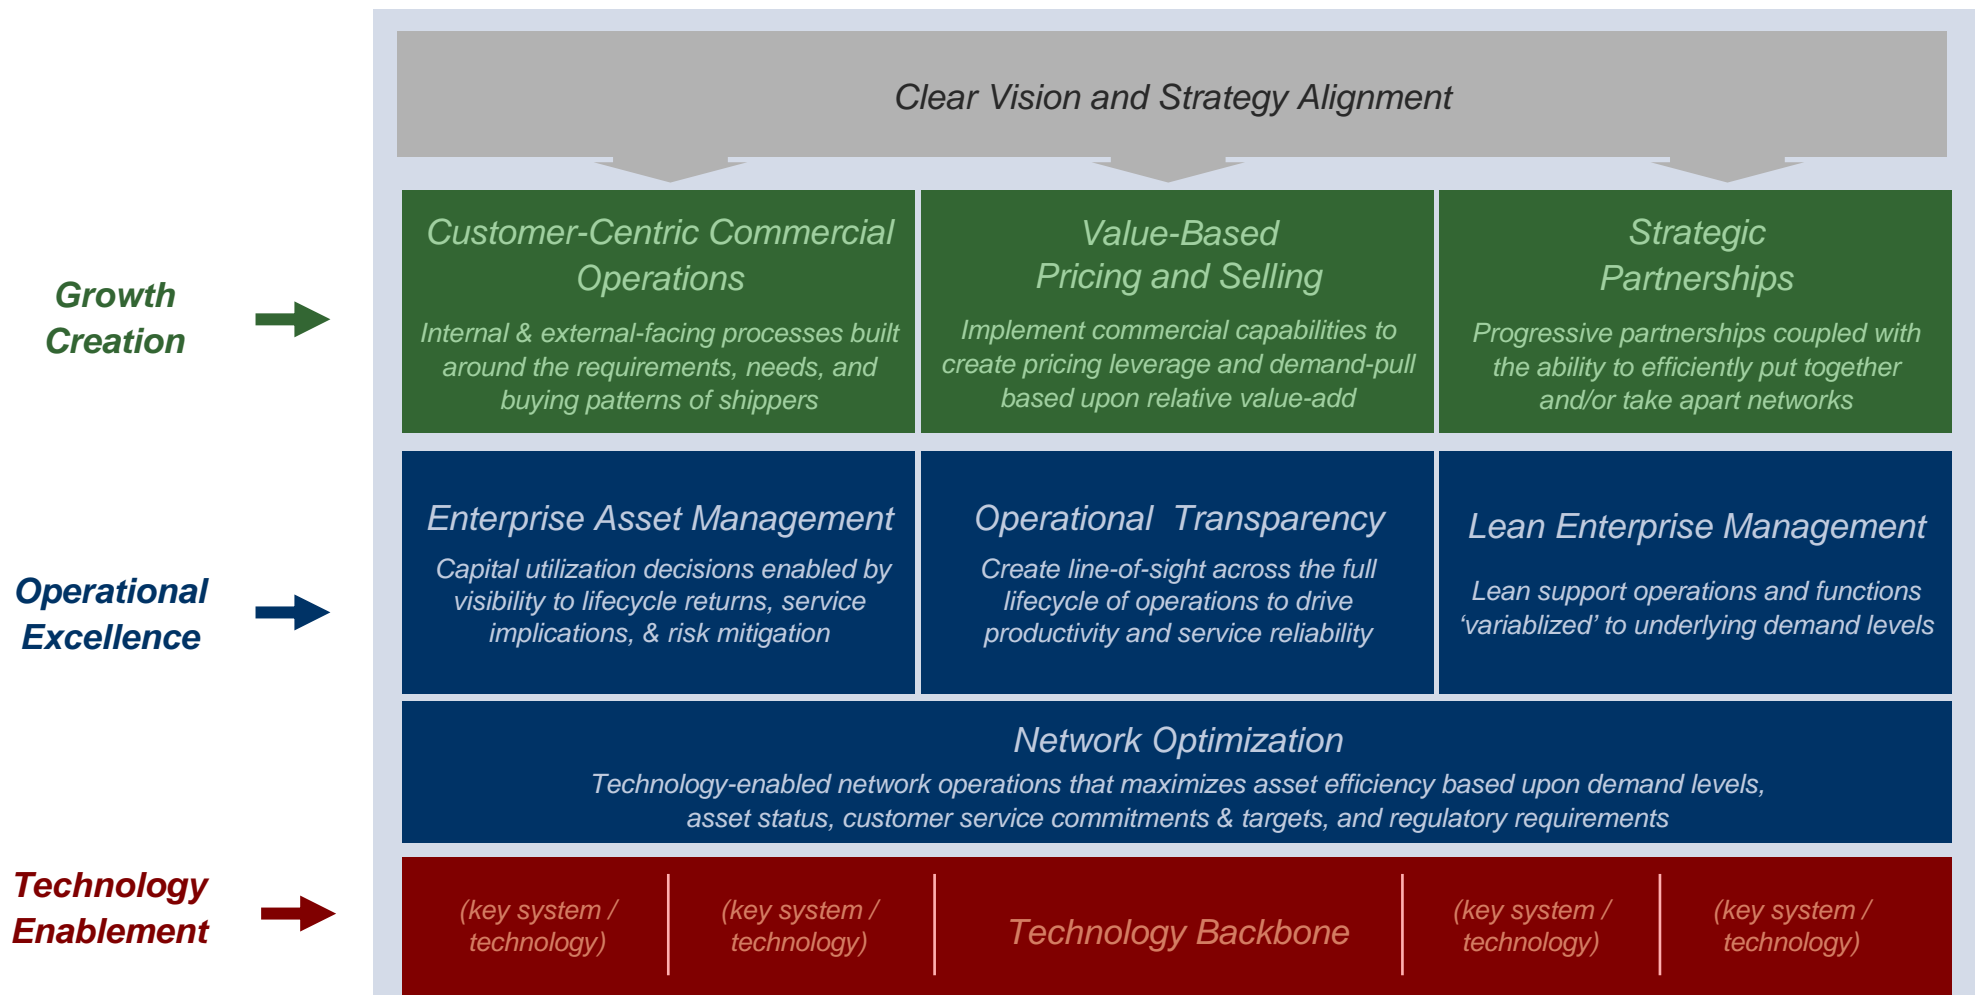 Clear Vision and Strategy Alignment
Growth
Creation
Customer-Centric Commercial
Operations
Internal & external-facing processes built
around the requirements, needs, and
buying patterns of shippers
Value-Based
Pricing and Selling
Implement commercial capabilities to
create pricing leverage and demand-pull
based upon relative value-add
Strategic
Partnerships
Progressive partnerships coupled with
the ability to efficiently put together
and/or take apart networks
Operational
Excellence
Enterprise Asset Management
Capital utilization decisions enabled by
visibility to lifecycle returns, service
implications, & risk mitigation
Operational Transparency
Create line-of-sight across the full
lifecycle of operations to drive
productivity and service reliability
Lean Enterprise Management
Lean support operations and functions
‘variablized’ to underlying demand levels
Network Optimization
Technology-enabled network operations that maximizes asset efficiency based upon demand levels,
asset status, customer service commitments & targets, and regulatory requirements
Technology
Enablement
(key system /
technology)
(key system /
technology)
Technology Backbone
(key system /
technology)
(key system /
technology)